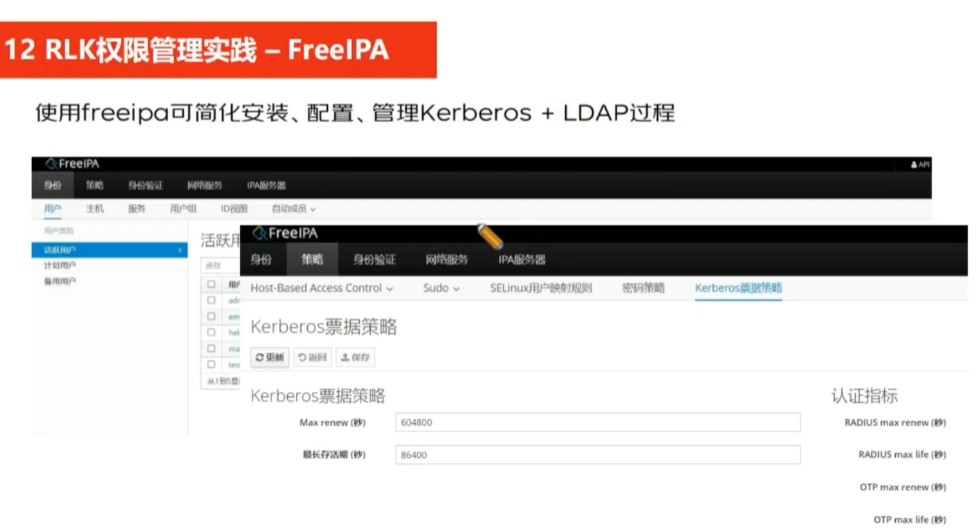 12 RLK权限管理实践 – FreeIPA
使用freeipa可简化安装、配置、管理Kerberos + LDAP过程
FreeIPA
API
身份 策略 身份验证 网络服务 IPA服务器
用户 主机 服务 用户组 ID视图 自动成员
用户类别
活跃用户
计划用户
备用用户
活跃用
用户
从1到5显
FreeIPA
身份 策略 身份验证 网络服务 IPA服务器
Host-Based Access Control Sudo SELinux用户映射规则 密码策略 Kerberos票据策略
Kerberos票据策略
更新 返回 保存
Kerberos票据策略
认证指标
Max renew (秒) 604800
RADIUS max renew (秒)
最长存活期 (秒) 86400
RADIUS max life (秒)
OTP max renew (秒)
OTP max life (秒)